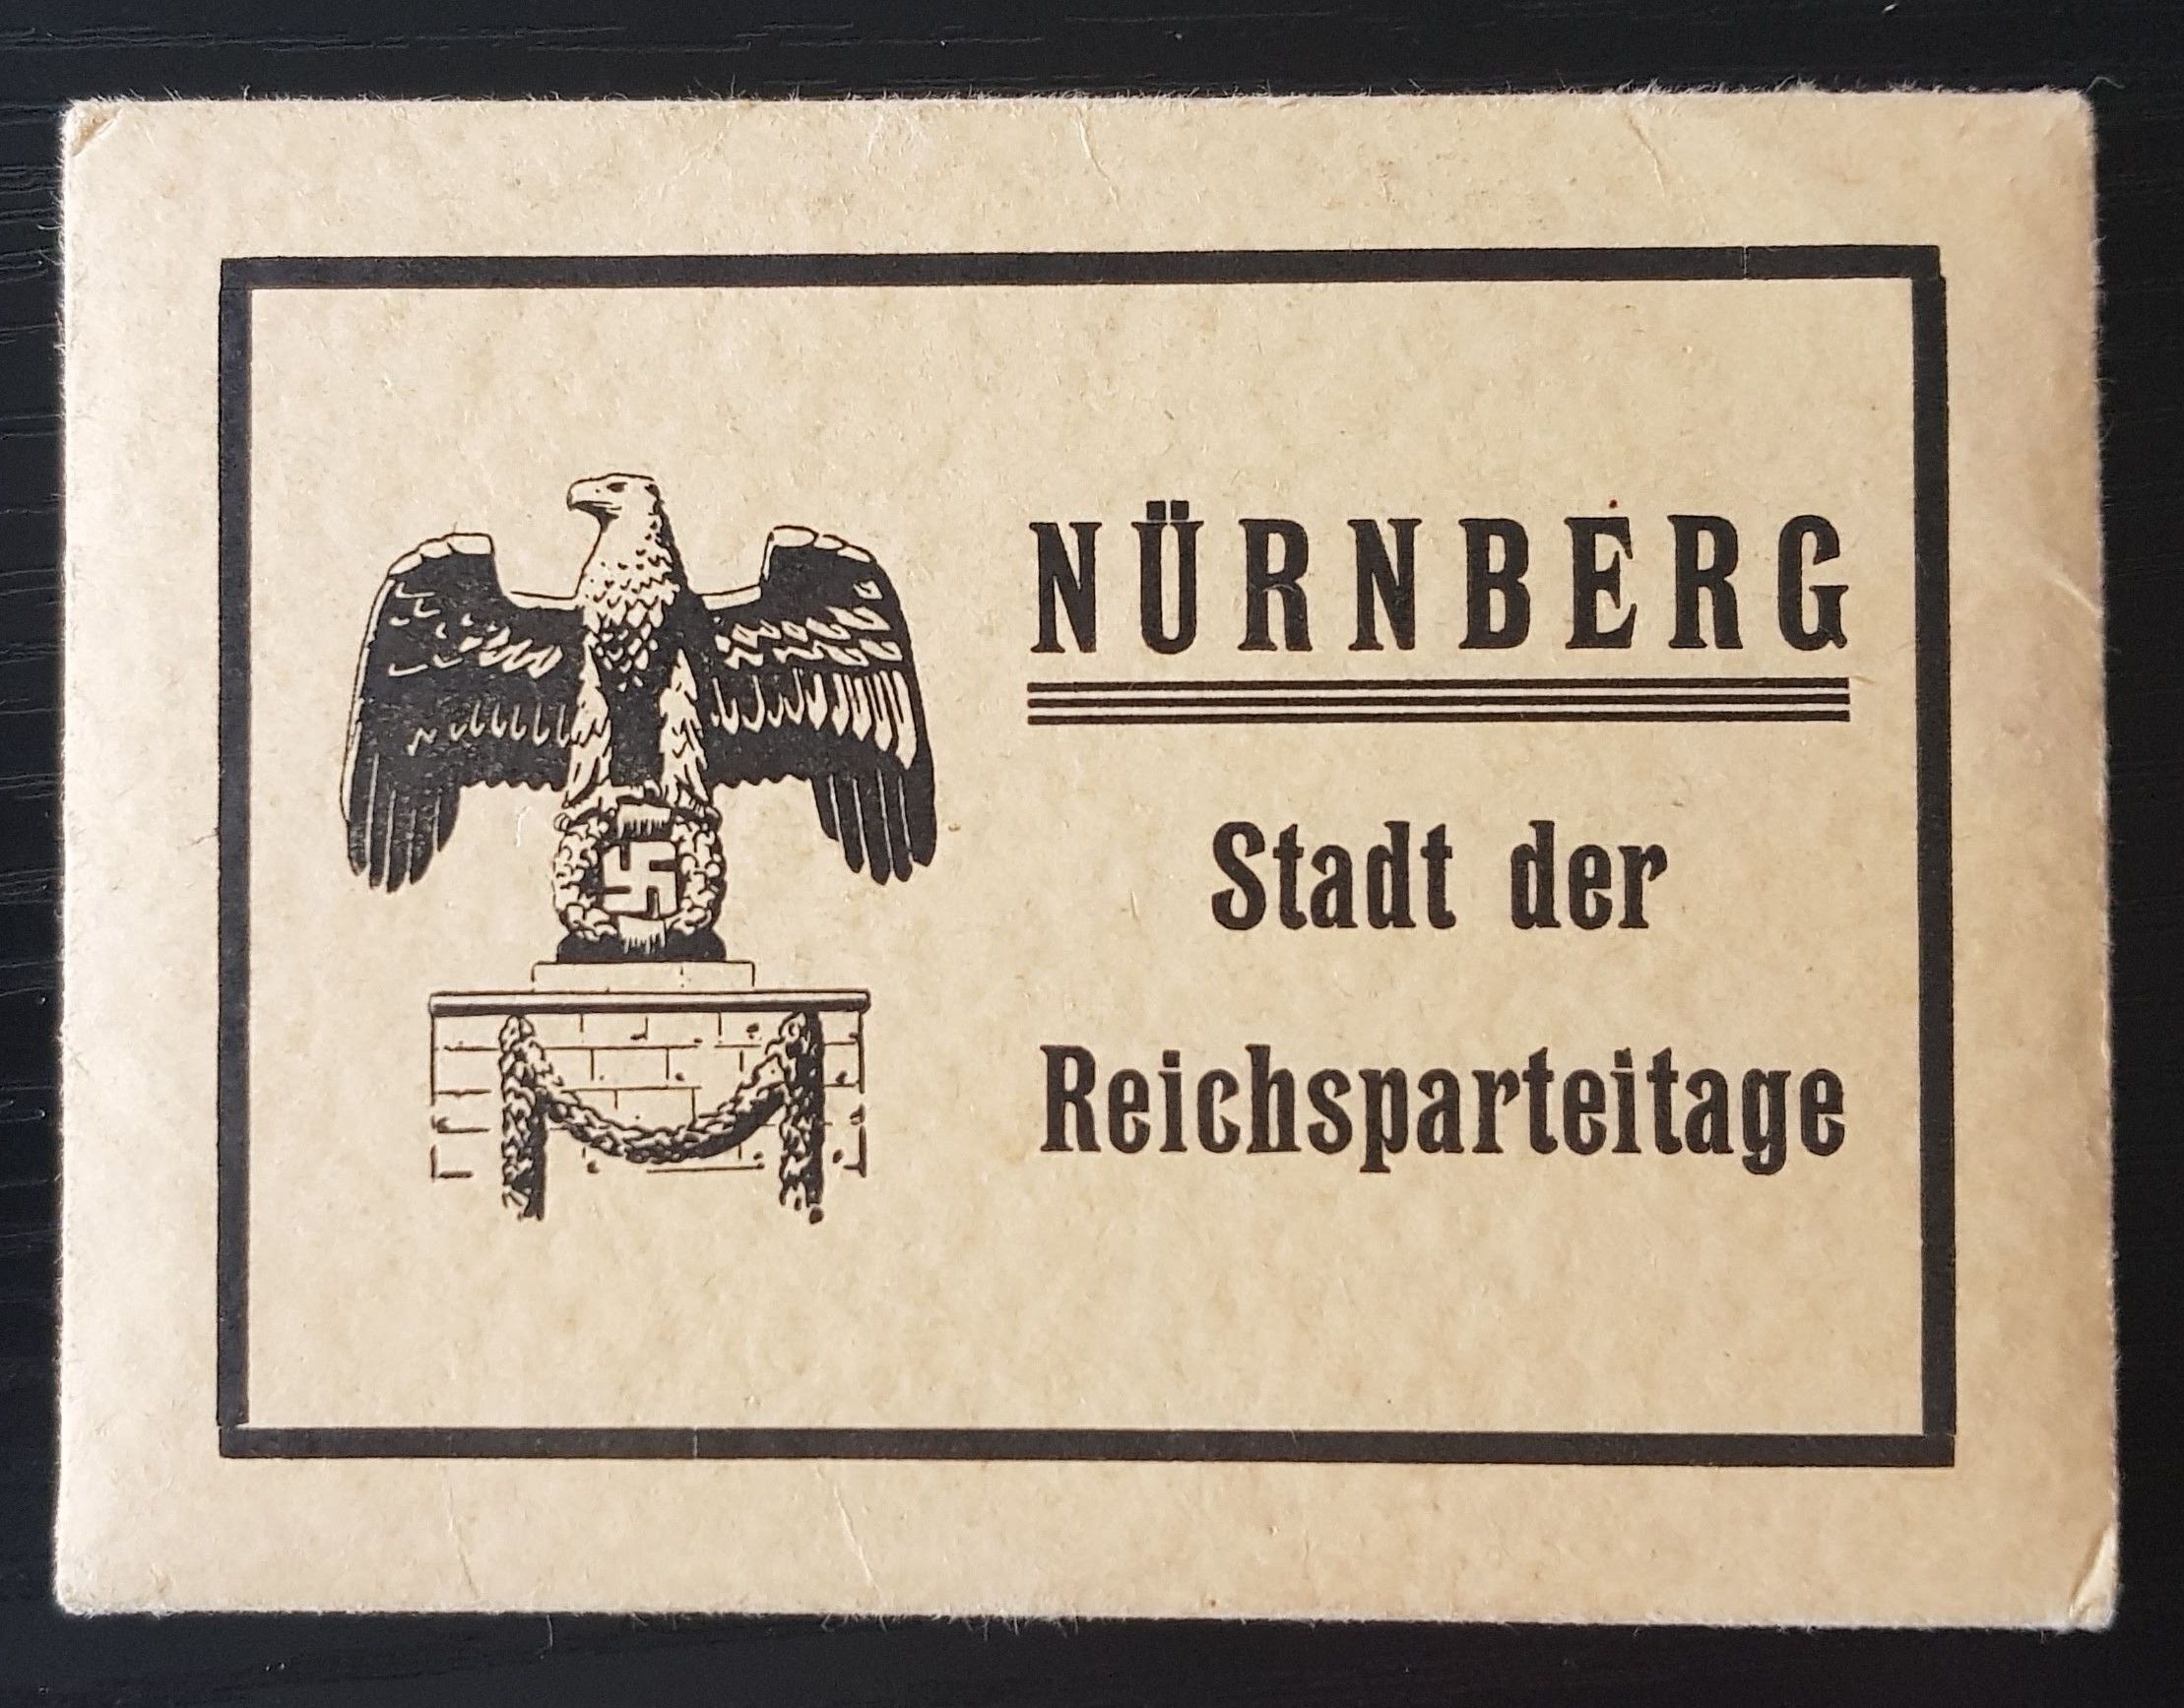 NÜRNBERG
Stadt der
Reichsparteitage